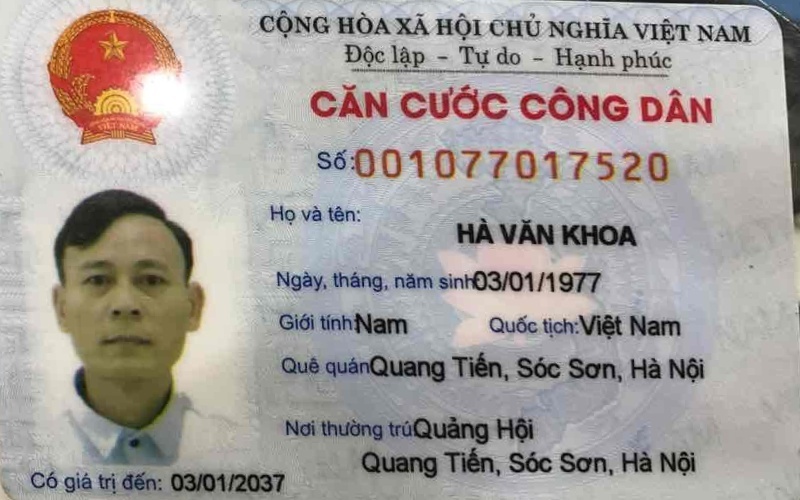 CỘNG HÒA XÃ HỘI CHỦ NGHĨA VIỆT NAM
Độc lập - Tự do - Hạnh phúc
CĂN CƯỚC CÔNG DÂN
Số: 001077017520
Họ và tên:
HÀ VĂN KHOA
Ngày, tháng, năm sinh 03/01/1977
Giới tính: Nam Quốc tịch: Việt Nam
Quê quán Quang Tiến, Sóc Sơn, Hà Nội
Nơi thường trú Quảng Hội
Quang Tiến, Sóc Sơn, Hà Nội
Có giá trị đến: 03/01/2037
VIỆT NAM